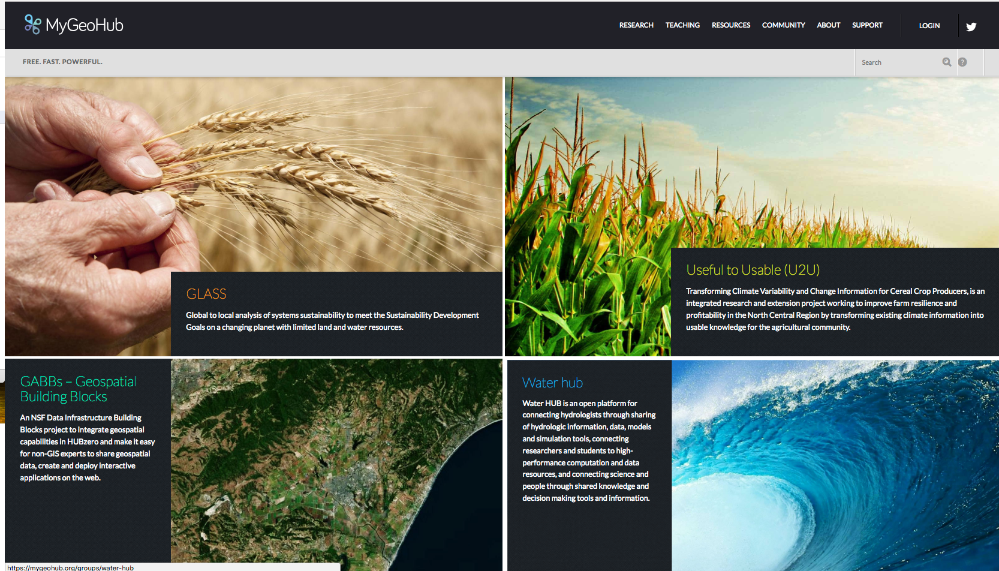 MyGeoHub
RESEARCH TEACHING RESOURCES COMMUNITY ABOUT SUPPORT LOGIN
FREE. FAST. POWERFUL.
Search ?
GLASS
Global to local analysis of systems sustainability to meet the Sustainability Development
Goals on a changing planet with limited land and water resources.
Useful to Usable (U2U)
Transforming Climate Variability and Change Information for Cereal Crop Producers, is an
integrated research and extension project working to improve farm resilience and
profitability in the North Central Region by transforming existing climate information into
usable knowledge for the agricultural community.
GABBs – Geospatial
Building Blocks
An NSF Data Infrastructure Building
Blocks project to integrate geospatial
capabilities in HUBzero and make it easy
for non-GIS experts to share geospatial
data, create and deploy interactive
applications on the web.
Water hub
Water HUB is an open platform for
connecting hydrologists through sharing
of hydrologic information, data, models
and simulation tools, connecting
researchers and students to high-
performance computation and data
resources, and connecting science and
people through shared knowledge and
decision making tools and information.
https://mygeohub.org/groups/water-hub